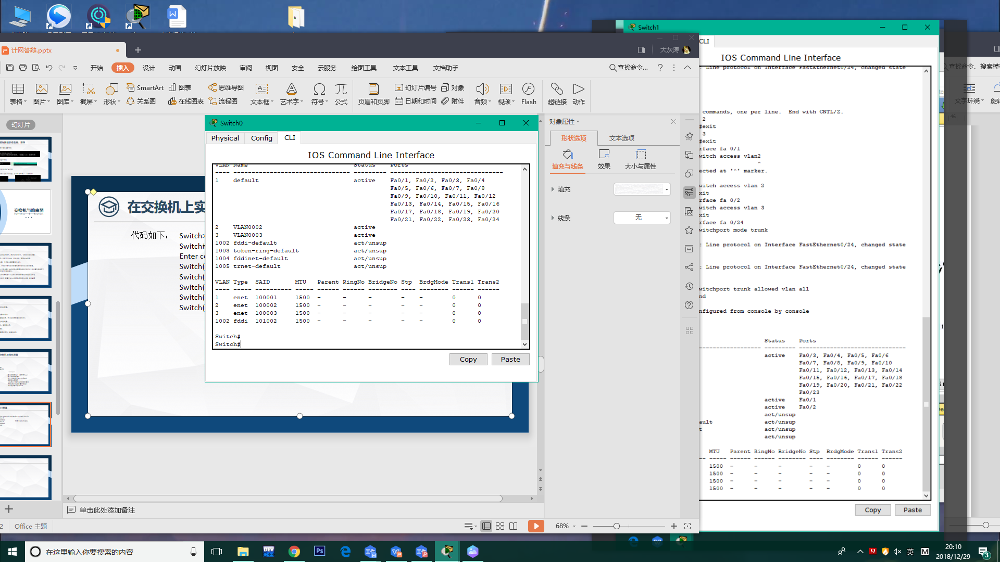 Switch1
计网答辩.pptx
大灰涛
开始 插入 设计 动画 幻灯片放映 审阅 视图 安全 云服务 绘图工具 文本工具 文档助手 查找命令...
SmartArt 图表 思维导图 幻灯片编号 对象
表格 图片 图库 截屏 形状 关系图 在线图表 流程图 文本框 艺术字 符号 公式 页眉和页脚 日期和时间 附件 音频 视频 Flash 超链接 动作
幻灯片
交换机与路由器
在交换机上实
代码如下：
Switch>
Switch#
Enter co
Switch(
Switch(
Switch(
Switch(
Switch(
Switch0
Physical Config CLI
IOS Command Line Interface
VLAN Name Status Ports
---- -------------------------------- --------- -------------------------------
1 default active Fa0/1, Fa0/2, Fa0/3, Fa0/4
Fa0/5, Fa0/6, Fa0/7, Fa0/8
Fa0/9, Fa0/10, Fa0/11, Fa0/12
Fa0/13, Fa0/14, Fa0/15, Fa0/16
Fa0/17, Fa0/18, Fa0/19, Fa0/20
Fa0/21, Fa0/22, Fa0/23, Fa0/24
2 VLAN0002 active
3 VLAN0003 active
1002 fddi-default act/unsup
1003 token-ring-default act/unsup
1004 fddinet-default act/unsup
1005 trnet-default act/unsup
VLAN Type SAID MTU Parent RingNo BridgeNo Stp BrdgMode Trans1 Trans2
---- ----- ---------- ----- ------ ------ -------- ---- -------- ------ ------
1 enet 100001 1500 - - - - - 0 0
2 enet 100002 1500 - - - - - 0 0
3 enet 100003 1500 - - - - - 0 0
1002 fddi 101002 1500 - - - - - 0 0
Switch#
Switch#
Copy Paste
对象属性
形状选项 文本选项
填充与线条 效果 大小与属性
填充
线条 无
单击此处添加备注
2 Office 主题
68%
CLI
IOS Command Line Interface
: Line protocol on Interface FastEthernet0/24, changed state
commands, one per line. End with CNTL/Z.
2
#exit
3
#exit
rface fa 0/1
witch access vlan2
^
ected at '^' marker.
witch access vlan 2
xit
rface fa 0/2
witch access vlan 3
xit
rface fa 0/24
witchport mode trunk
: Line protocol on Interface FastEthernet0/24, changed state
: Line protocol on Interface FastEthernet0/24, changed state
witchport trunk allowed vlan all
nd
nfigured from console by console
Status Ports
------------------ --------- -------------------------------
active Fa0/3, Fa0/4, Fa0/5, Fa0/6
Fa0/7, Fa0/8, Fa0/9, Fa0/10
Fa0/11, Fa0/12, Fa0/13, Fa0/14
Fa0/15, Fa0/16, Fa0/17, Fa0/18
Fa0/19, Fa0/20, Fa0/21, Fa0/22
Fa0/23
active Fa0/1
active Fa0/2
act/unsup
ault act/unsup
t act/unsup
act/unsup
MTU Parent RingNo BridgeNo Stp BrdgMode Trans1 Trans2
-- ----- ------ ------ -------- ---- -------- ------ ------
1500 - - - - - 0 0
1500 - - - - - 0 0
1500 - - - - - 0 0
1500 - - - - - 0 0
Copy Paste
查找命令、搜索模
文字环绕 旋转
46
在这里输入你要搜索的内容
DEV
Ps
英
M
20:10
2018/12/29
3